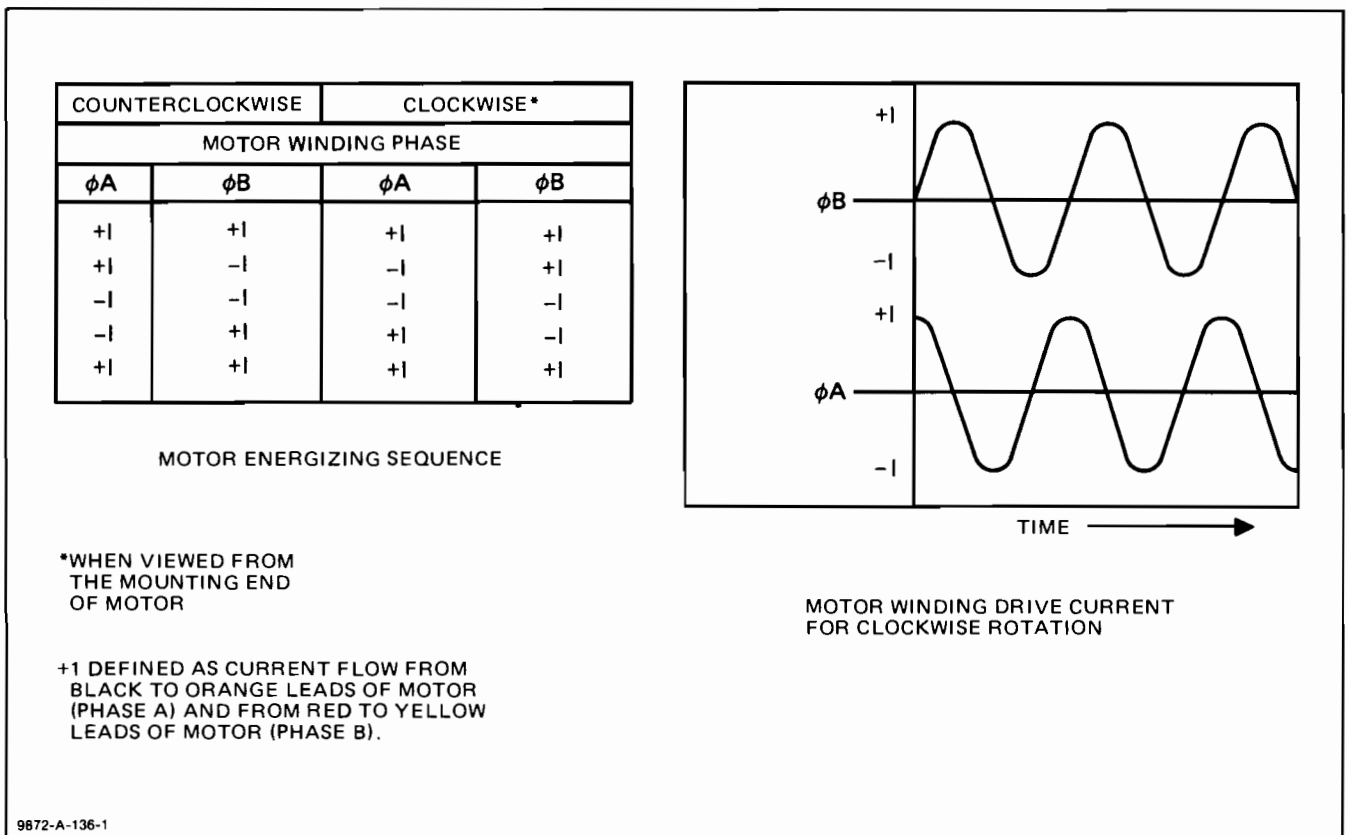 COUNTERCLOCKWISE CLOCKWISE*
MOTOR WINDING PHASE
ϕA ϕB ϕA ϕB
+I +I +I +I
+I −I −I +I
−I −I −I −I
−I +I +I −I
+I +I +I +I
MOTOR ENERGIZING SEQUENCE
*WHEN VIEWED FROM
THE MOUNTING END
OF MOTOR
+1 DEFINED AS CURRENT FLOW FROM
BLACK TO ORANGE LEADS OF MOTOR
(PHASE A) AND FROM RED TO YELLOW
LEADS OF MOTOR (PHASE B).
+I
ϕB
−I
+I
ϕA
−I
TIME
MOTOR WINDING DRIVE CURRENT
FOR CLOCKWISE ROTATION
9872-A-136-1